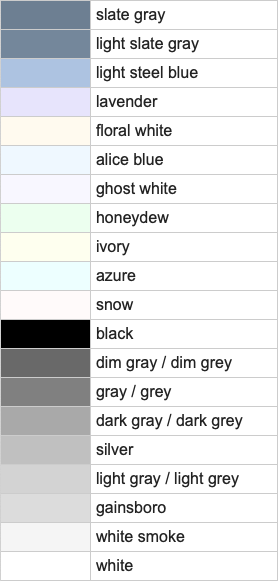 slate gray
light slate gray
light steel blue
lavender
floral white
alice blue
ghost white
honeydew
ivory
azure
snow
black
dim gray / dim grey
gray / grey
dark gray / dark grey
silver
light gray / light grey
gainsboro
white smoke
white